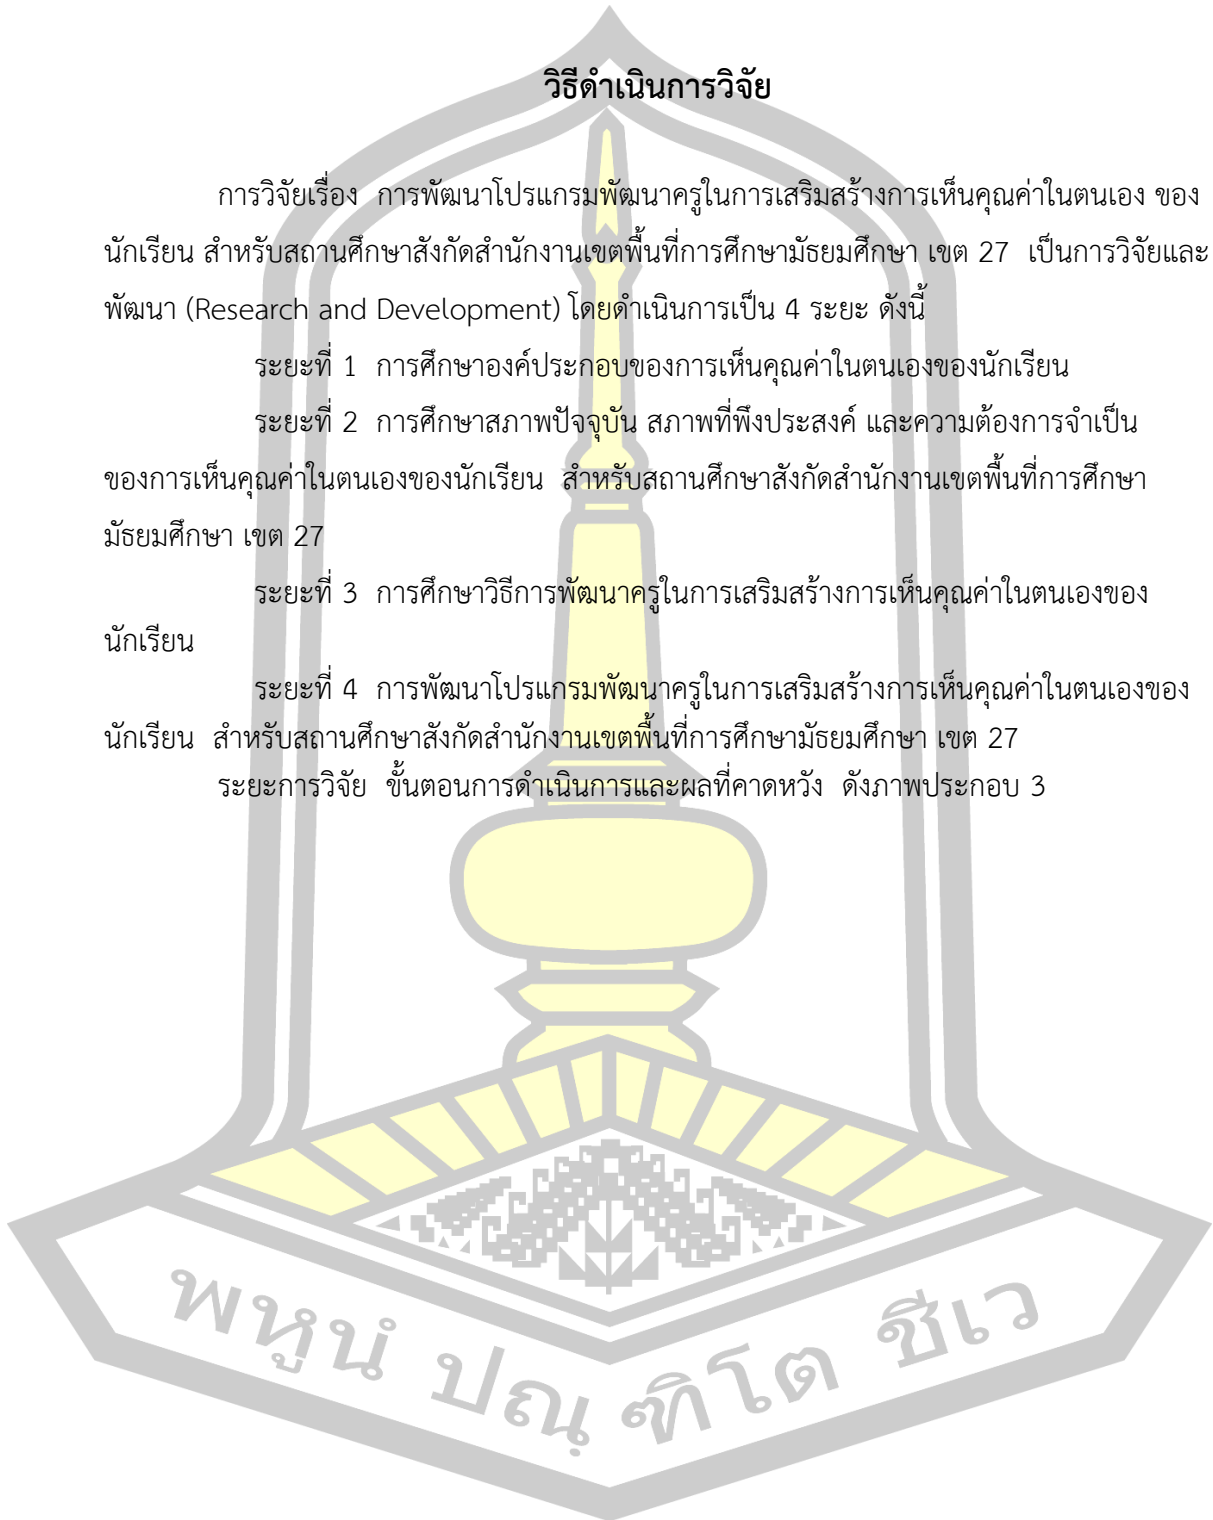 วิธีดำเนินการวิจัย
การวิจัยเรื่อง การพัฒนาโปรแกรมพัฒนาครูในการเสริมสร้างการเห็นคุณค่าในตนเอง ของ
นักเรียน สำหรับสถานศึกษาสังกัดสำนักงานเขตพื้นที่การศึกษามัธยมศึกษา เขต 27 เป็นการวิจัยและ
พัฒนา (Research and Development) โดยดำเนินการเป็น 4 ระยะ ดังนี้
ระยะที่ 1 การศึกษาองค์ประกอบของการเห็นคุณค่าในตนเองของนักเรียน
ระยะที่ 2 การศึกษาสภาพปัจจุบัน สภาพที่พึงประสงค์ และความต้องการจำเป็น
ของการเห็นคุณค่าในตนเองของนักเรียน สำหรับสถานศึกษาสังกัดสำนักงานเขตพื้นที่การศึกษา
มัธยมศึกษา เขต 27
ระยะที่ 3 การศึกษาวิธีการพัฒนาครูในการเสริมสร้างการเห็นคุณค่าในตนเองของ
นักเรียน
ระยะที่ 4 การพัฒนาโปรแกรมพัฒนาครูในการเสริมสร้างการเห็นคุณค่าในตนเองของ
นักเรียน สำหรับสถานศึกษาสังกัดสำนักงานเขตพื้นที่การศึกษามัธยมศึกษา เขต 27
ระยะการวิจัย ขั้นตอนการดำเนินการและผลที่คาดหวัง ดังภาพประกอบ 3
พหูนํ ปณฺ ฑิโต ชีเว